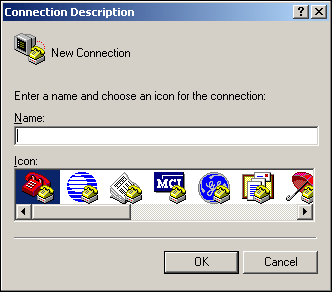 Connection Description
New Connection
Enter a name and choose an icon for the connection:
Name:
Icon:
MCI
OK
Cancel